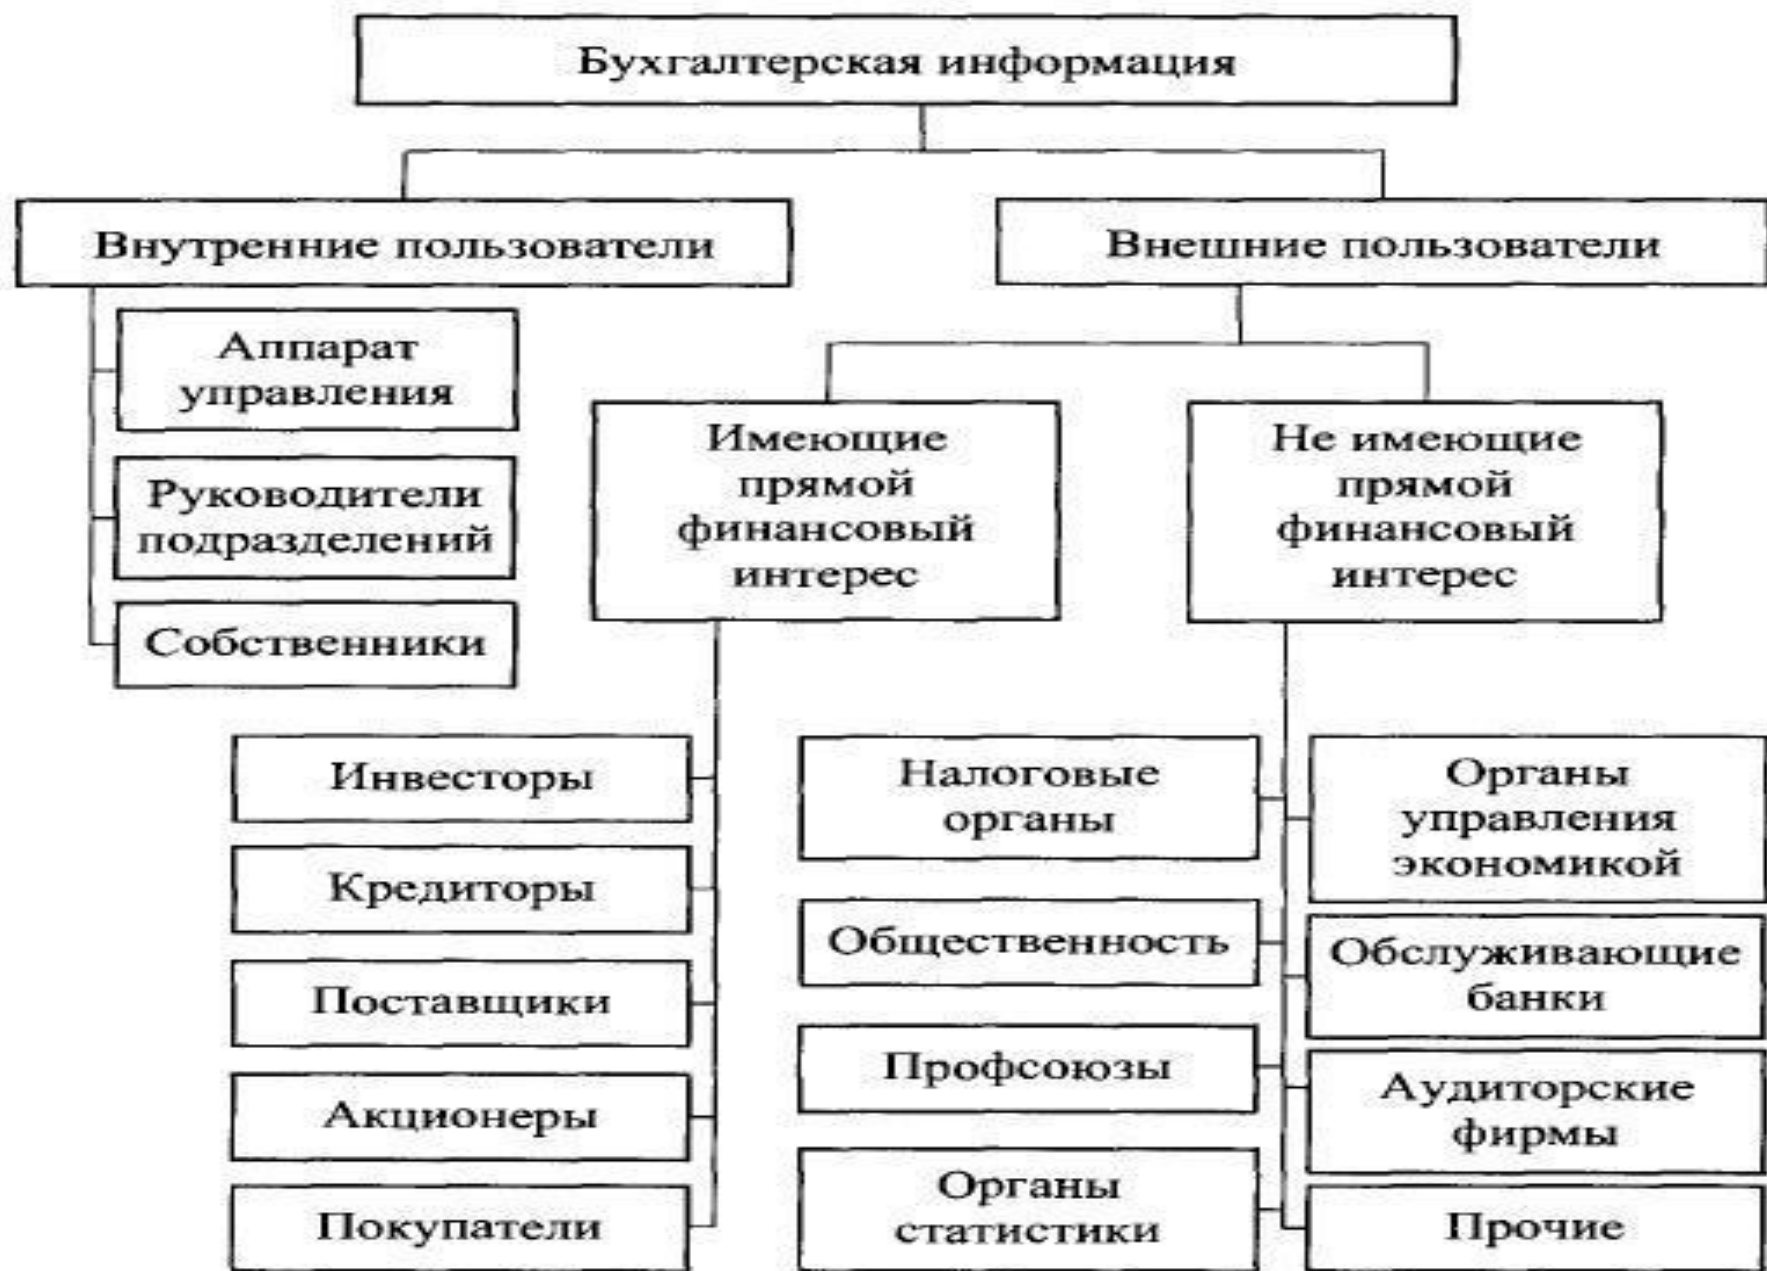 Бухгалтерская информация
Внутренние пользователи
Внешние пользователи
Аппарат
управления
Руководители
подразделений
Собственники
Имеющие
прямой
финансовый
интерес
Не имеющие
прямой
финансовый
интерес
Инвесторы
Кредиторы
Поставщики
Акционеры
Покупатели
Налоговые
органы
Общественность
Профсоюзы
Органы
статистики
Органы
управления
экономикой
Обслуживающие
банки
Аудиторские
фирмы
Прочие